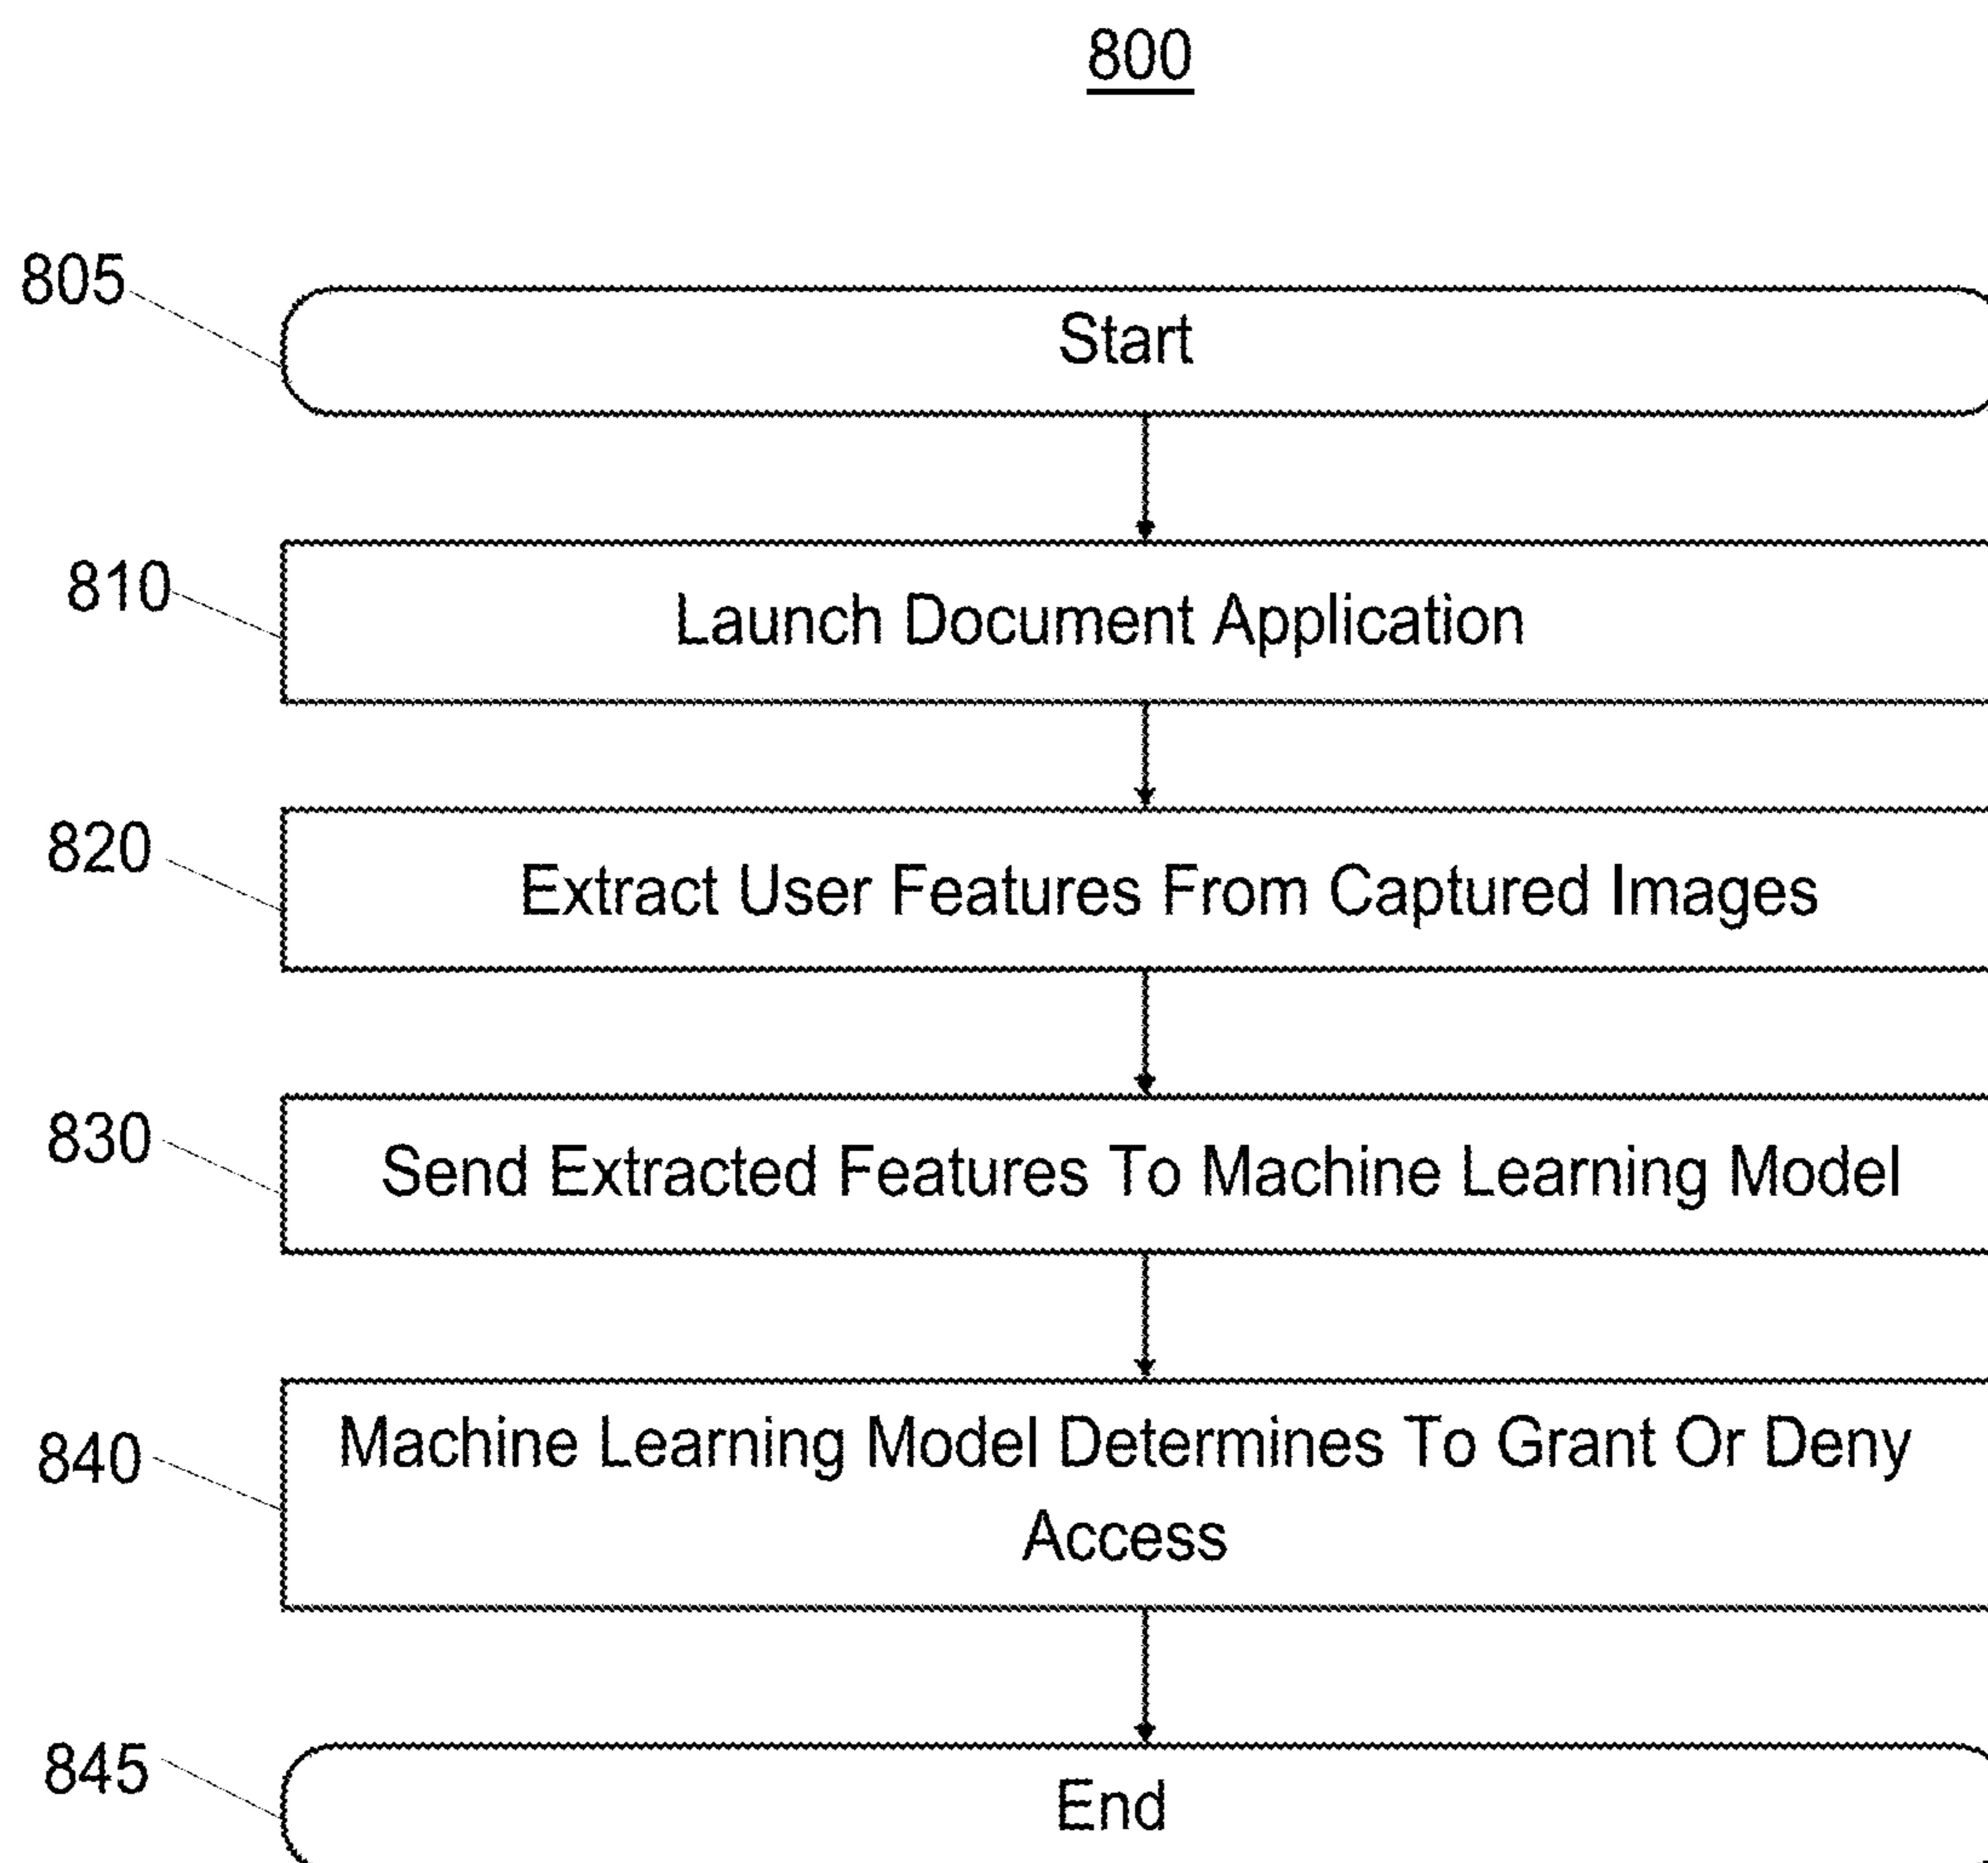 800
805
Start
810
Launch Document Application
820
Extract User Features From Captured Images
830
Send Extracted Features To Machine Learning Model
840
Machine Learning Model Determines To Grant Or Deny
Access
845
End